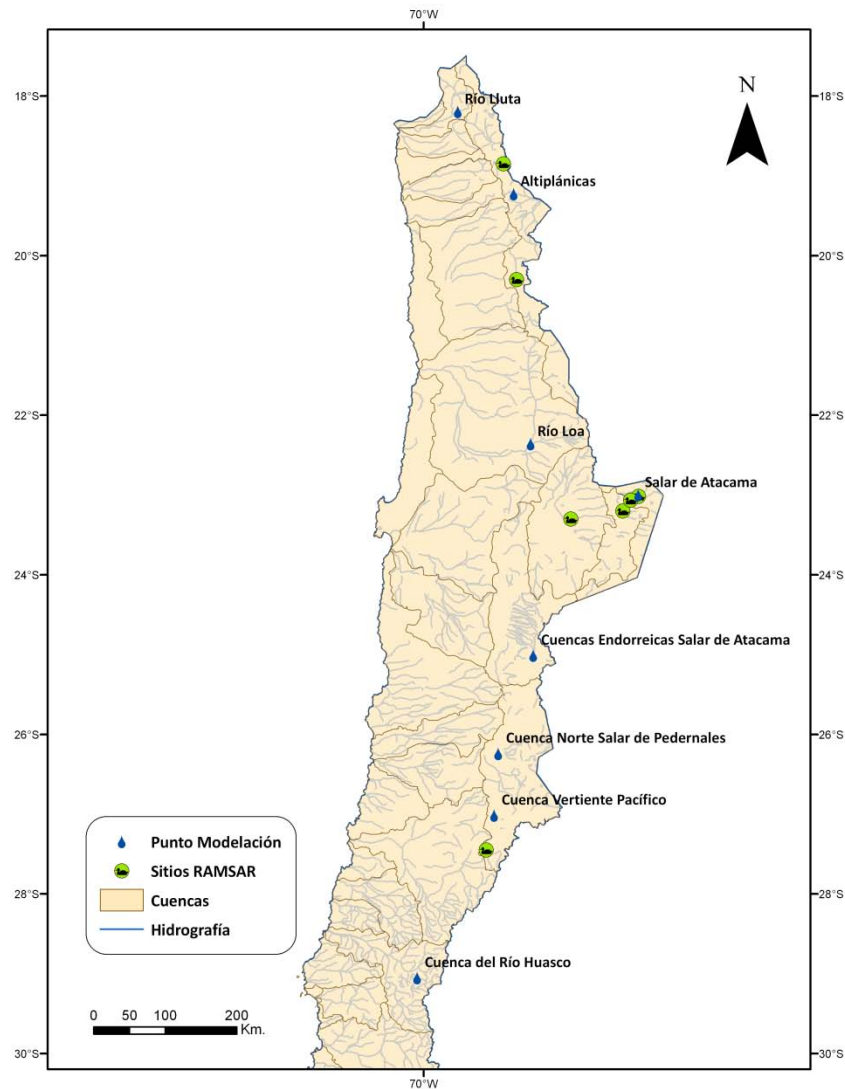 70°W
N
18°S
18°S
Río Lluta
Altiplánicas
20°S
20°S
22°S
22°S
Río Loa
Salar de Atacama
24°S
24°S
Cuencas Endorreicas Salar de Atacama
26°S
26°S
Cuenca Norte Salar de Pedernales
Cuenca Vertiente Pacífico
Punto Modelación
Sitios RAMSAR
Cuencas
Hidrografía
28°S
28°S
Cuenca del Río Huasco
0 50 100 200
Km.
30°S
30°S
70°W